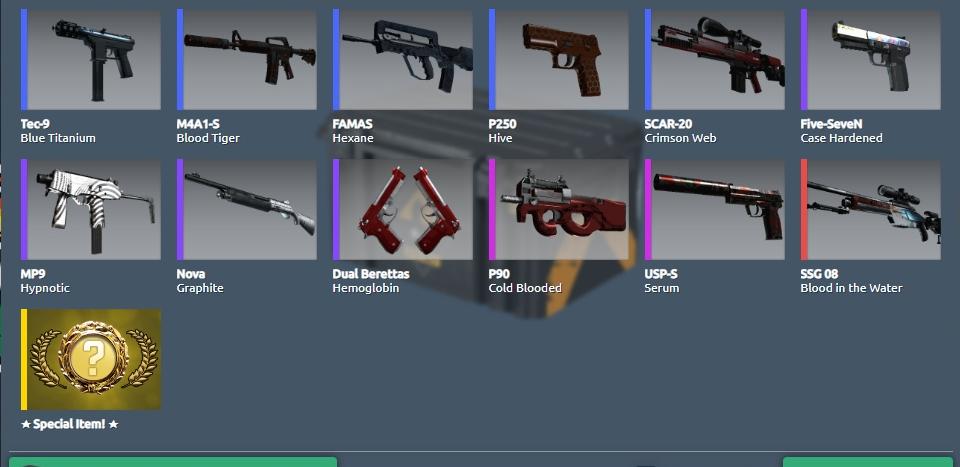 Tec-9
Blue Titanium
M4A1-S
Blood Tiger
FAMAS
Hexane
P250
Hive
SCAR-20
Crimson Web
Five-SeveN
Case Hardened
MP9
Hypnotic
Nova
Graphite
Dual Berettas
Hemoglobin
P90
Cold Blooded
USP-S
Serum
SSG 08
Blood in the Water
?
★ Special Item! ★